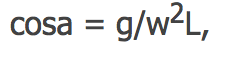 cosa = g/w²L,